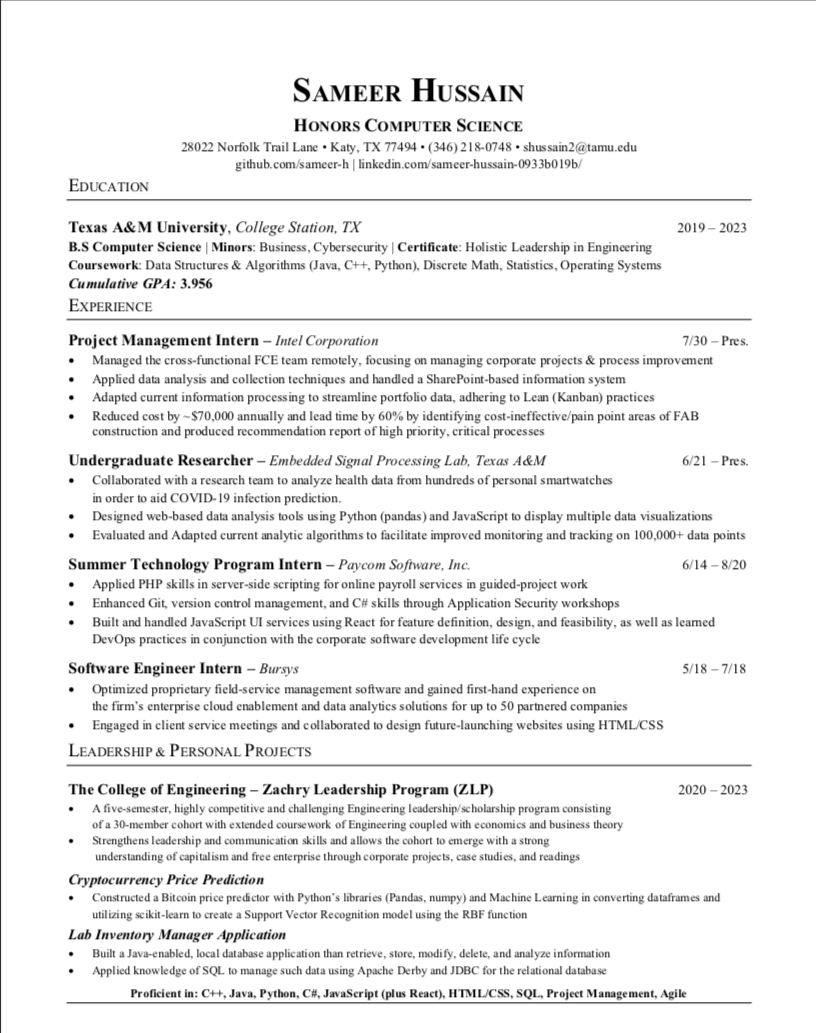 SAMEER HUSSAIN
HONORS COMPUTER SCIENCE
28022 Norfolk Trail Lane • Katy, TX 77494 • (346) 218-0748 • shussain2@tamu.edu
github.com/sameer-h | linkedin.com/sameer-hussain-0933b019b/
EDUCATION
Texas A&M University, College Station, TX 2019 – 2023
B.S Computer Science | Minors: Business, Cybersecurity | Certificate: Holistic Leadership in Engineering
Coursework: Data Structures & Algorithms (Java, C++, Python), Discrete Math, Statistics, Operating Systems
Cumulative GPA: 3.956
EXPERIENCE
Project Management Intern – Intel Corporation 7/30 – Pres.
• Managed the cross-functional FCE team remotely, focusing on managing corporate projects & process improvement
• Applied data analysis and collection techniques and handled a SharePoint-based information system
• Adapted current information processing to streamline portfolio data, adhering to Lean (Kanban) practices
• Reduced cost by ~$70,000 annually and lead time by 60% by identifying cost-ineffective/pain point areas of FAB
construction and produced recommendation report of high priority, critical processes
Undergraduate Researcher – Embedded Signal Processing Lab, Texas A&M 6/21 – Pres.
• Collaborated with a research team to analyze health data from hundreds of personal smartwatches
in order to aid COVID-19 infection prediction.
• Designed web-based data analysis tools using Python (pandas) and JavaScript to display multiple data visualizations
• Evaluated and Adapted current analytic algorithms to facilitate improved monitoring and tracking on 100,000+ data points
Summer Technology Program Intern – Paycom Software, Inc. 6/14 – 8/20
• Applied PHP skills in server-side scripting for online payroll services in guided-project work
• Enhanced Git, version control management, and C# skills through Application Security workshops
• Built and handled JavaScript UI services using React for feature definition, design, and feasibility, as well as learned
DevOps practices in conjunction with the corporate software development life cycle
Software Engineer Intern – Bursys 5/18 – 7/18
• Optimized proprietary field-service management software and gained first-hand experience on
the firm's enterprise cloud enablement and data analytics solutions for up to 50 partnered companies
• Engaged in client service meetings and collaborated to design future-launching websites using HTML/CSS
LEADERSHIP & PERSONAL PROJECTS
The College of Engineering – Zachry Leadership Program (ZLP) 2020 – 2023
• A five-semester, highly competitive and challenging Engineering leadership/scholarship program consisting
of a 30-member cohort with extended coursework of Engineering coupled with economics and business theory
• Strengthens leadership and communication skills and allows the cohort to emerge with a strong
understanding of capitalism and free enterprise through corporate projects, case studies, and readings
Cryptocurrency Price Prediction
• Constructed a Bitcoin price predictor with Python's libraries (Pandas, numpy) and Machine Learning in converting dataframes and
utilizing scikit-learn to create a Support Vector Recognition model using the RBF function
Lab Inventory Manager Application
• Built a Java-enabled, local database application than retrieve, store, modify, delete, and analyze information
• Applied knowledge of SQL to manage such data using Apache Derby and JDBC for the relational database
Proficient in: C++, Java, Python, C#, JavaScript (plus React), HTML/CSS, SQL, Project Management, Agile